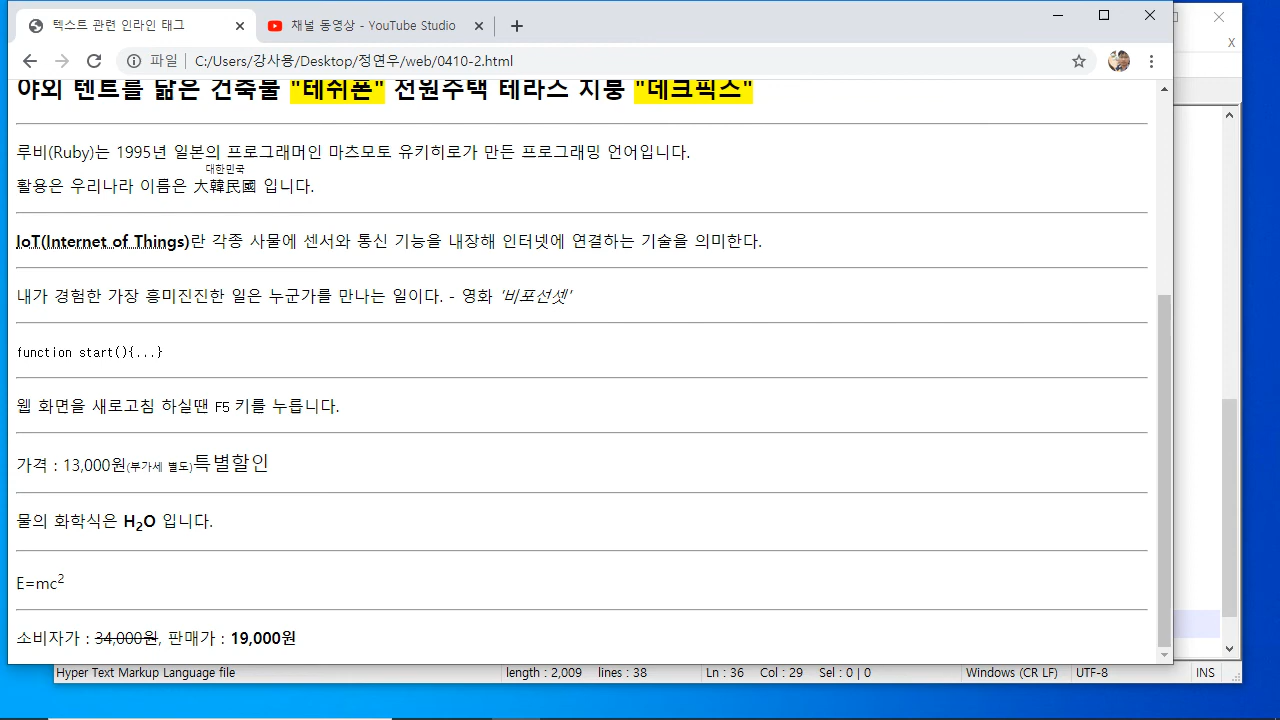 텍스트 관련 인라인 태그
채널 동영상 - YouTube Studio
파일 C:/Users/강사용/Desktop/정연우/web/0410-2.html
X
야외 텐트를 닮은 건축물 "테쉬폰" 전원주택 테라스 지붕 "데크픽스"
루비(Ruby)는 1995년 일본의 프로그래머인 마츠모토 유키히로가 만든 프로그래밍 언어입니다.
대한민국
활용은 우리나라 이름은 大韓民國 입니다.
IoT(Internet of Things)란 각종 사물에 센서와 통신 기능을 내장해 인터넷에 연결하는 기술을 의미한다.
내가 경험한 가장 흥미진진한 일은 누군가를 만나는 일이다. - 영화 '비포선셋'
function start(){...}
웹 화면을 새로고침 하실땐 F5 키를 누릅니다.
가격 : 13,000원(부가세 별도)특별할인
물의 화학식은 H₂O 입니다.
E=mc²
소비자가 : 34,000원, 판매가 : 19,000원
Hyper Text Markup Language file length : 2,009 lines : 38 Ln : 36 Col : 29 Sel : 0 | 0 Windows (CR LF) UTF-8 INS